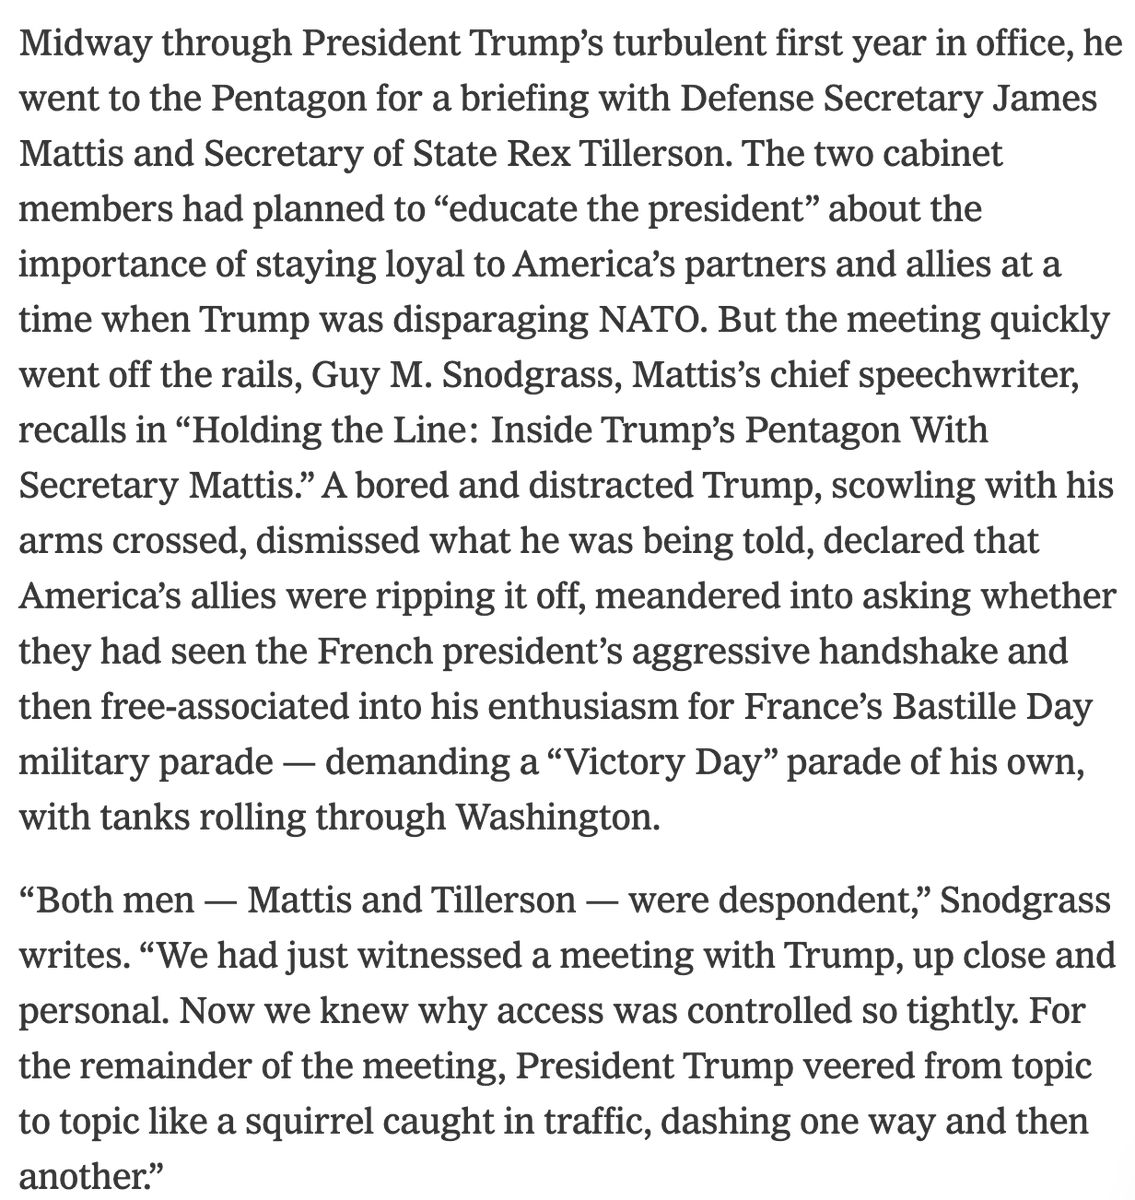 Midway through President Trump’s turbulent first year in office, he
went to the Pentagon for a briefing with Defense Secretary James
Mattis and Secretary of State Rex Tillerson. The two cabinet
members had planned to “educate the president” about the
importance of staying loyal to America’s partners and allies at a
time when Trump was disparaging NATO. But the meeting quickly
went off the rails, Guy M. Snodgrass, Mattis’s chief speechwriter,
recalls in “Holding the Line: Inside Trump’s Pentagon With
Secretary Mattis.” A bored and distracted Trump, scowling with his
arms crossed, dismissed what he was being told, declared that
America’s allies were ripping it off, meandered into asking whether
they had seen the French president’s aggressive handshake and
then free-associated into his enthusiasm for France’s Bastille Day
military parade — demanding a “Victory Day” parade of his own,
with tanks rolling through Washington.
“Both men — Mattis and Tillerson — were despondent,” Snodgrass
writes. “We had just witnessed a meeting with Trump, up close and
personal. Now we knew why access was controlled so tightly. For
the remainder of the meeting, President Trump veered from topic
to topic like a squirrel caught in traffic, dashing one way and then
another.”